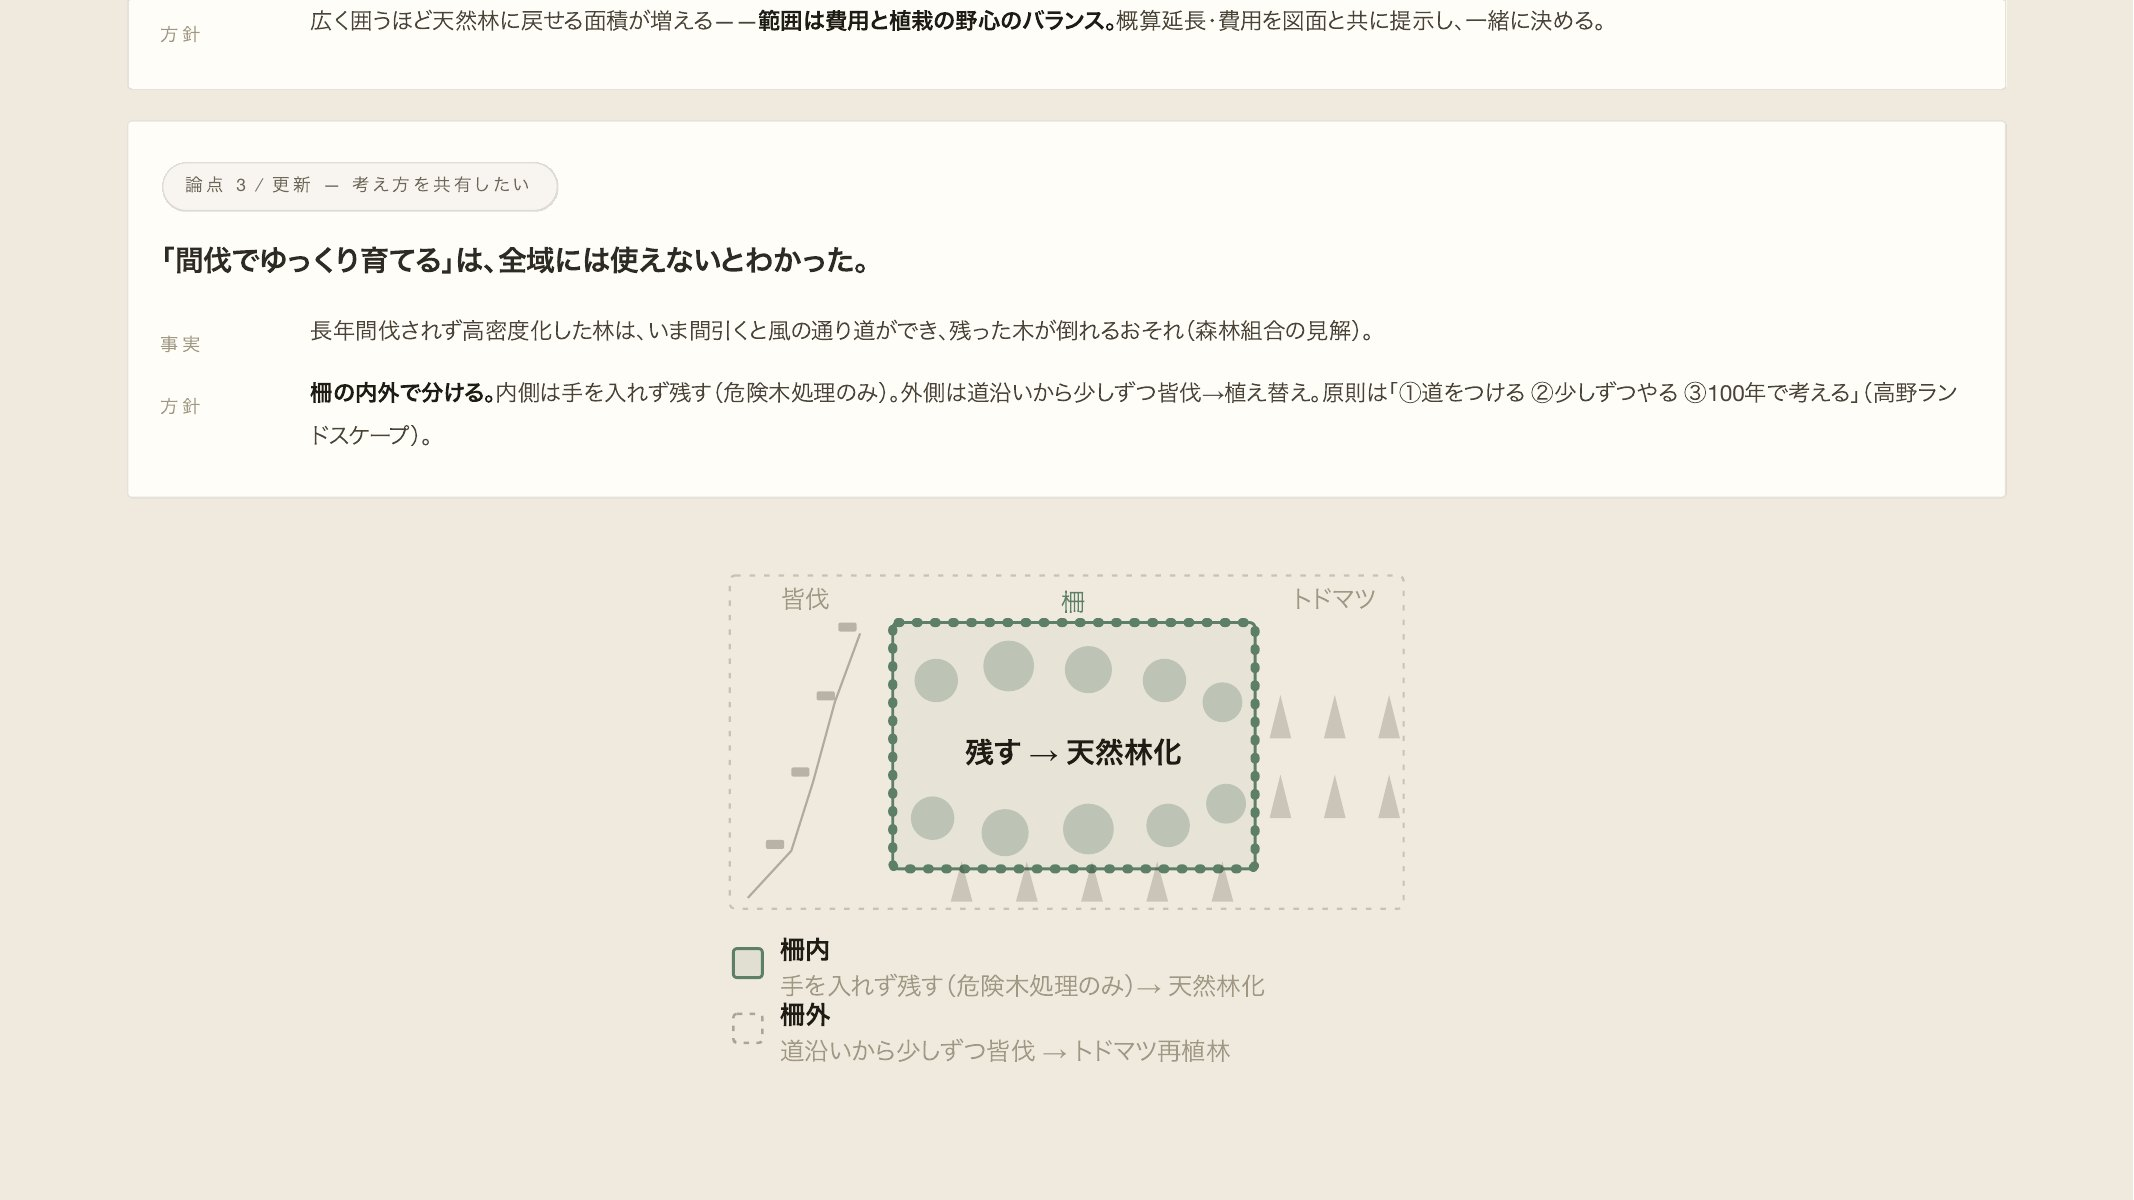 広く囲うほど天然林に戻せる面積が増える——範囲は費用と植栽の野心のバランス。概算延長・費用を図面と共に提示し、一緒に決める。
方針
論点 3 / 更新 — 考え方を共有したい
「間伐でゆっくり育てる」は、全域には使えないとわかった。
事実
長年間伐されず高密度化した林は、いま間引くと風の通り道ができ、残った木が倒れるおそれ（森林組合の見解）。
方針
柵の内外で分ける。内側は手を入れず残す（危険木処理のみ）。外側は道沿いから少しずつ皆伐→植え替え。原則は「①道をつける ②少しずつやる ③100年で考える」（高野ラン
ドスケープ）。
皆伐
柵
トドマツ
残す → 天然林化
柵内
手を入れず残す（危険木処理のみ）→ 天然林化
柵外
道沿いから少しずつ皆伐 → トドマツ再植林